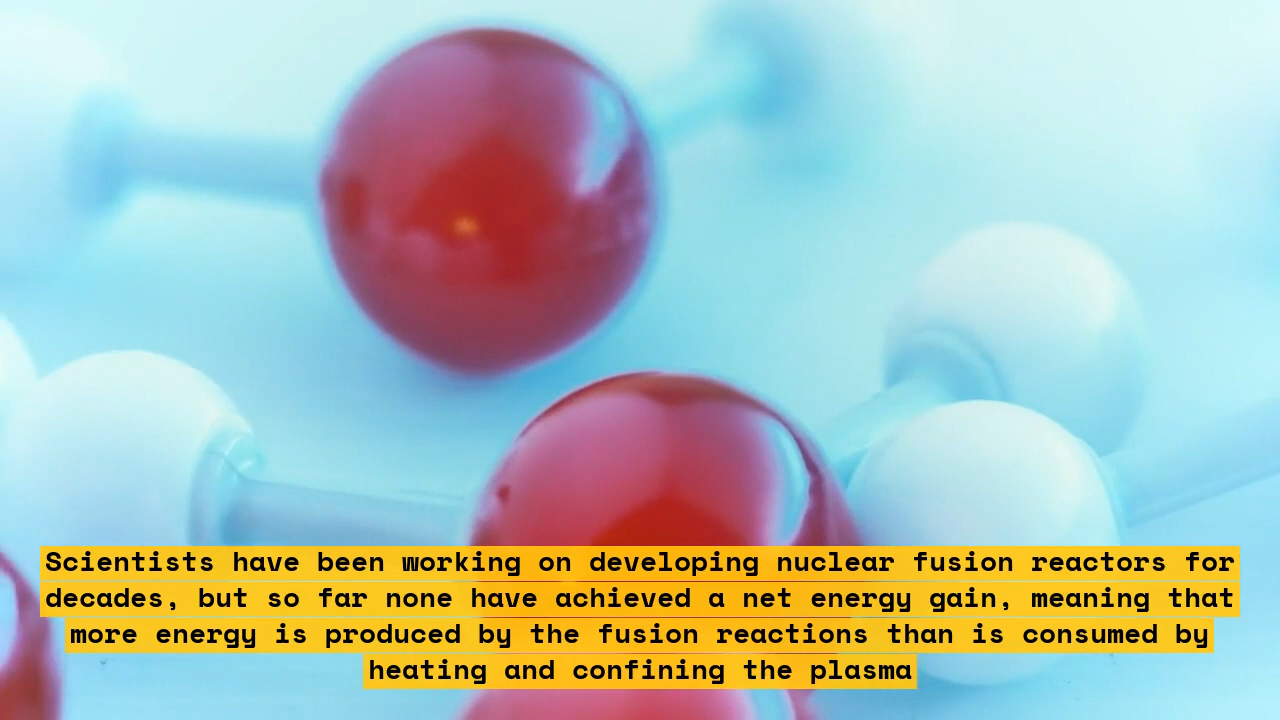 Scientists have been working on developing nuclear fusion reactors for
decades, but so far none have achieved a net energy gain, meaning that
more energy is produced by the fusion reactions than is consumed by
heating and confining the plasma